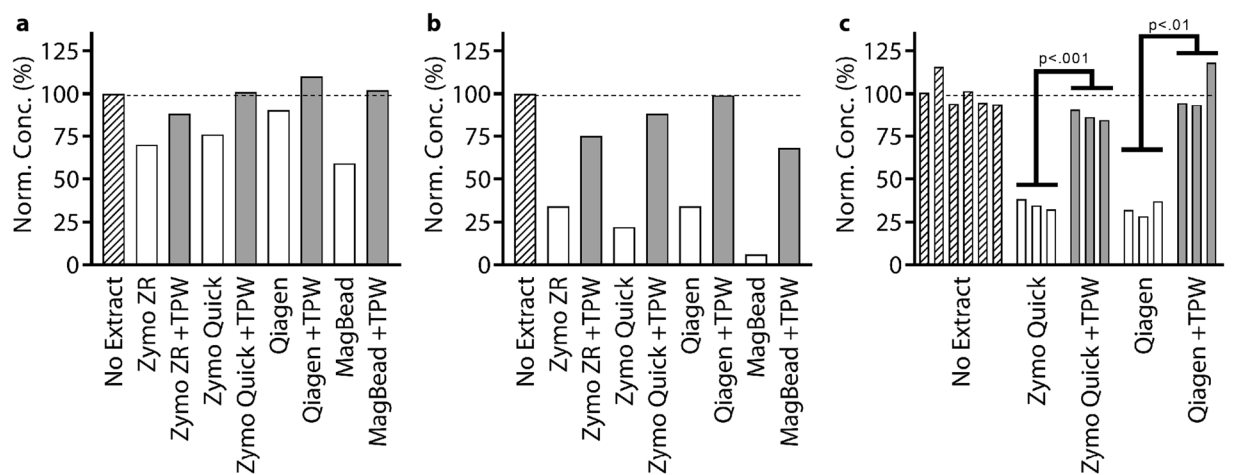 a
Norm. Conc. (%)
125
100
75
50
25
0
No Extract
Zymo ZR
Zymo ZR +TPW
Zymo Quick
Zymo Quick +TPW
Qiagen
Qiagen +TPW
MagBead
MagBead +TPW
b
Norm. Conc. (%)
125
100
75
50
25
0
No Extract
Zymo ZR
Zymo ZR +TPW
Zymo Quick
Zymo Quick +TPW
Qiagen
Qiagen +TPW
MagBead
MagBead +TPW
c
Norm. Conc. (%)
125
100
75
50
25
0
p<.001
p<.01
No Extract
Zymo Quick
Zymo Quick +TPW
Qiagen
Qiagen +TPW